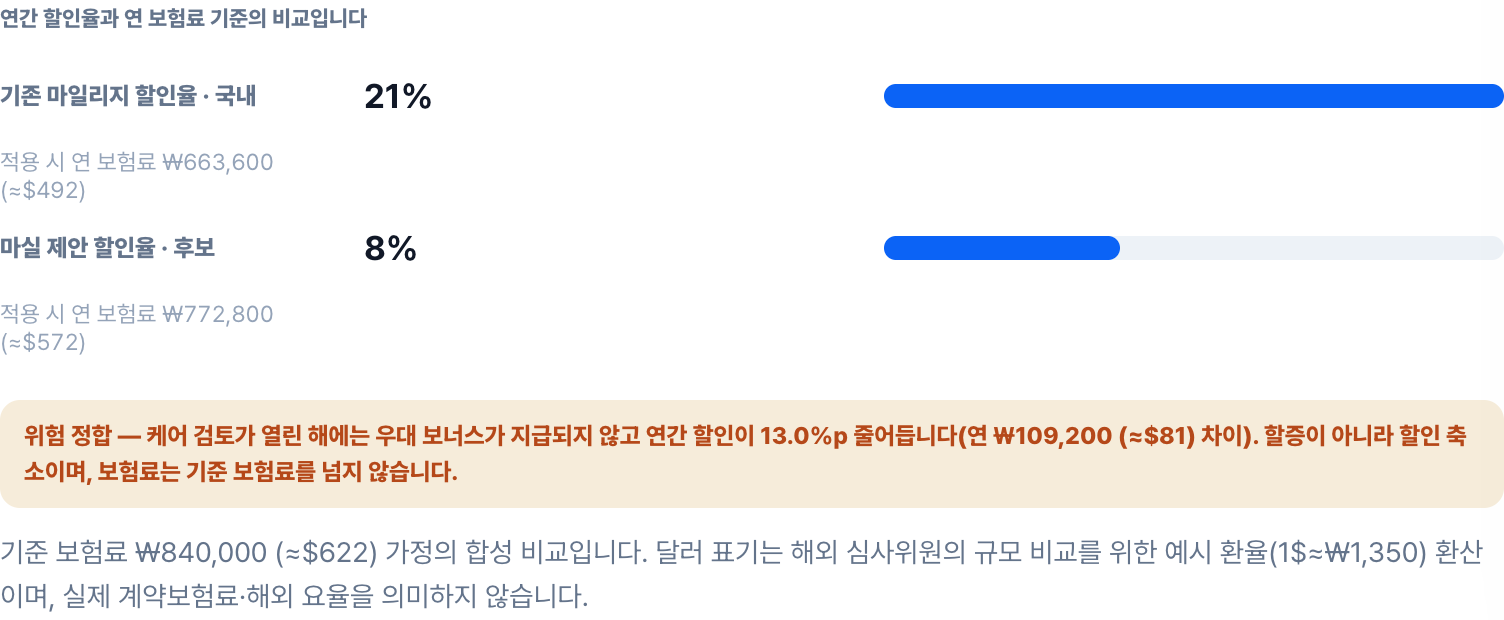 연간 할인율과 연 보험료 기준의 비교입니다
기존 마일리지 할인율 · 국내
21%
적용 시 연 보험료 ₩663,600
(≈$492)
마실 제안 할인율 · 후보
8%
적용 시 연 보험료 ₩772,800
(≈$572)
위험 정합 — 케어 검토가 열린 해에는 우대 보너스가 지급되지 않고 연간 할인이 13.0%p 줄어듭니다(연 ₩109,200 (≈$81) 차이). 할증이 아니라 할인 축
소이며, 보험료는 기준 보험료를 넘지 않습니다.
기준 보험료 ₩840,000 (≈$622) 가정의 합성 비교입니다. 달러 표기는 해외 심사위원의 규모 비교를 위한 예시 환율(1$≈₩1,350) 환산
이며, 실제 계약보험료·해외 요율을 의미하지 않습니다.